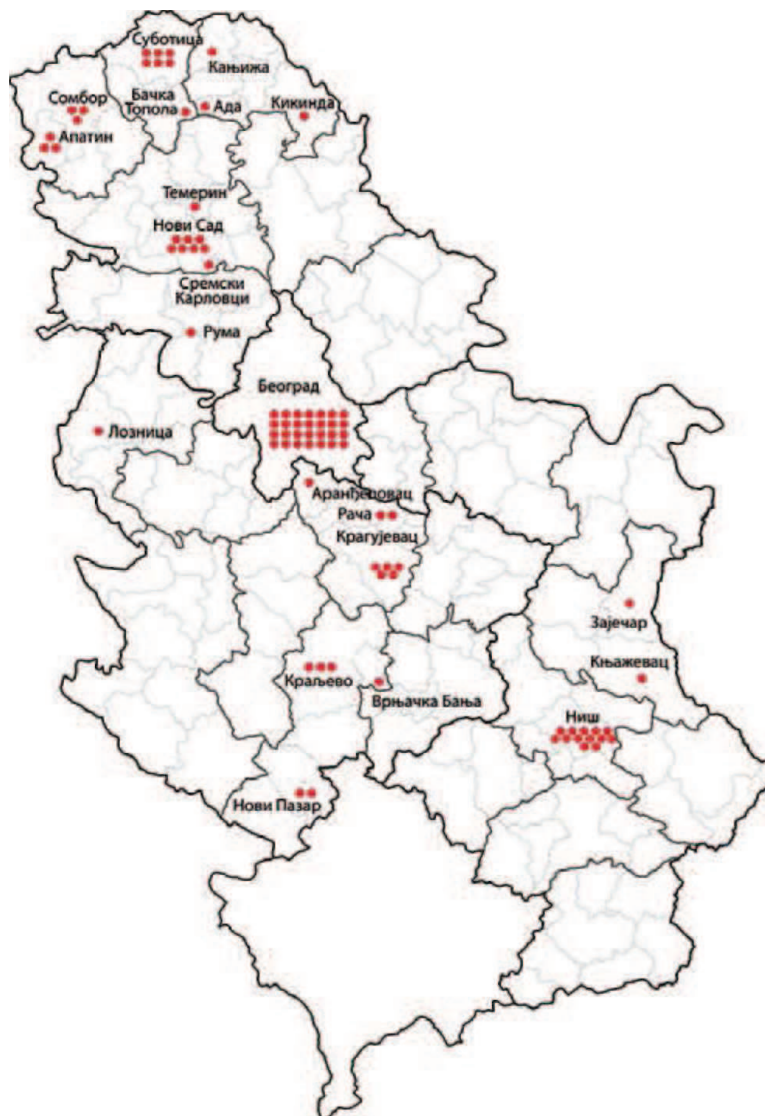 Суботица
Кањижа
Сомбор
Бачка
Топола
Ада
Кикинда
Апатин
Темерин
Нови Сад
Сремски
Карловци
Рума
Београд
Лозница
Аранђеловац
Рача
Крагујевац
Зајечар
Књажевац
Краљево
Врњачка Бања
Ниш
Нови Пазар